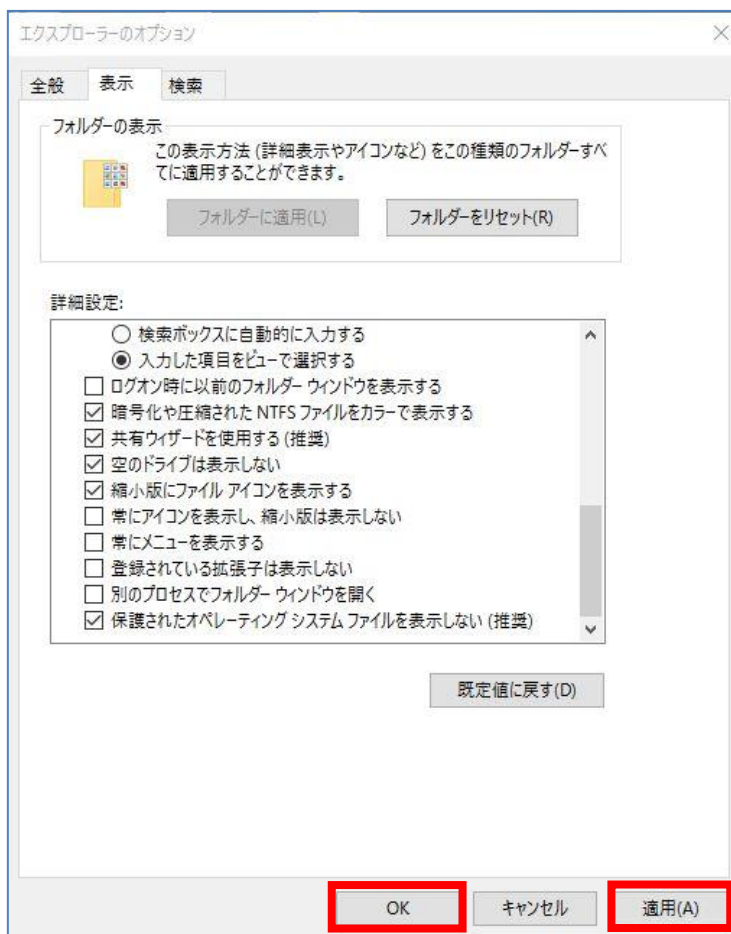 エクスプローラーのオプション
全般
表示
検索
フォルダーの表示
この表示方法 (詳細表示やアイコンなど) をこの種類のフォルダーすべ
てに適用することができます。
フォルダーに適用(L)
フォルダーをリセット(R)
詳細設定:
検索ボックスに自動的に入力する
入力した項目をビューで選択する
ログオン時に以前のフォルダー ウィンドウを表示する
暗号化や圧縮された NTFS ファイルをカラーで表示する
共有ウィザードを使用する (推奨)
空のドライブは表示しない
縮小版にファイル アイコンを表示する
常にアイコンを表示し、縮小版は表示しない
常にメニューを表示する
登録されている拡張子は表示しない
別のプロセスでフォルダー ウィンドウを開く
保護されたオペレーティング システム ファイルを表示しない (推奨)
既定値に戻す(D)
OK
キャンセル
適用(A)